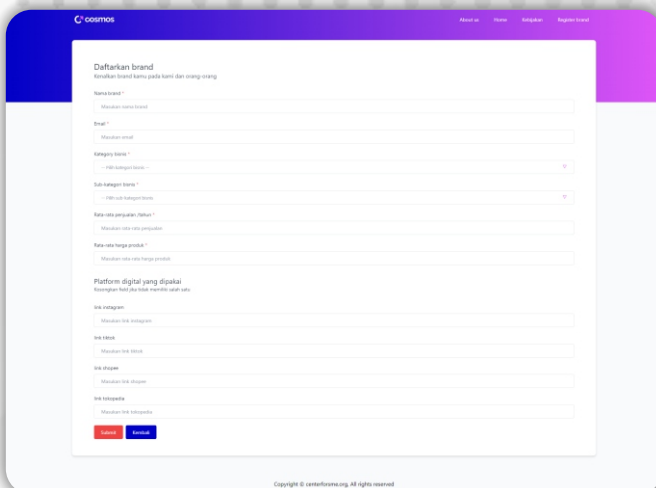 cosmos
About us Home Kebijakan Register brand
Daftarkan brand
Kenalkan brand kamu pada kami dan orang orang
Nama brand *
Masukan nama brand
Email *
Masukan email
Kategory bisnis *
-- Pilih kategori bisnis --
Sub-kategori bisnis *
-- Pilih sub kategori bisnis
Rata-rata penjualan /tahun *
Masukan rata-rata penjualan
Rata-rata harga produk *
Masukan rata-rata harga produk
Platform digital yang dipakai
Kosongkan field jika tidak memiliki salah satu
link instagram
Masukan link instagram
link tiktok
Masukan link tiktok
link shopee
Masukan link shopee
link tokopedia
Masukan link tokopedia
Submit Kembali
Copyright © centerforsme.org. All rights reserved